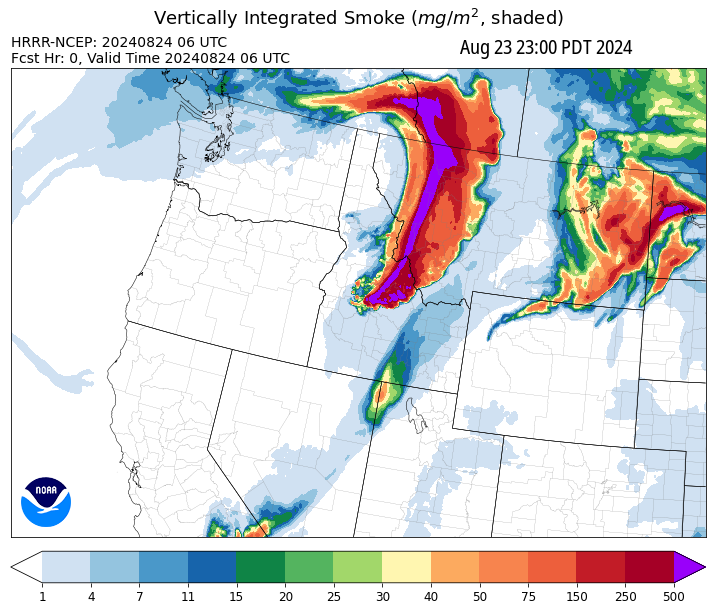 Vertically Integrated Smoke (mg/m², shaded)
HRRR-NCEP: 20240824 06 UTC
Fcst Hr: 0, Valid Time 20240824 06 UTC
Aug 23 23:00 PDT 2024
NOAA
1 4 7 11 15 20 25 30 40 50 75 150 250 500